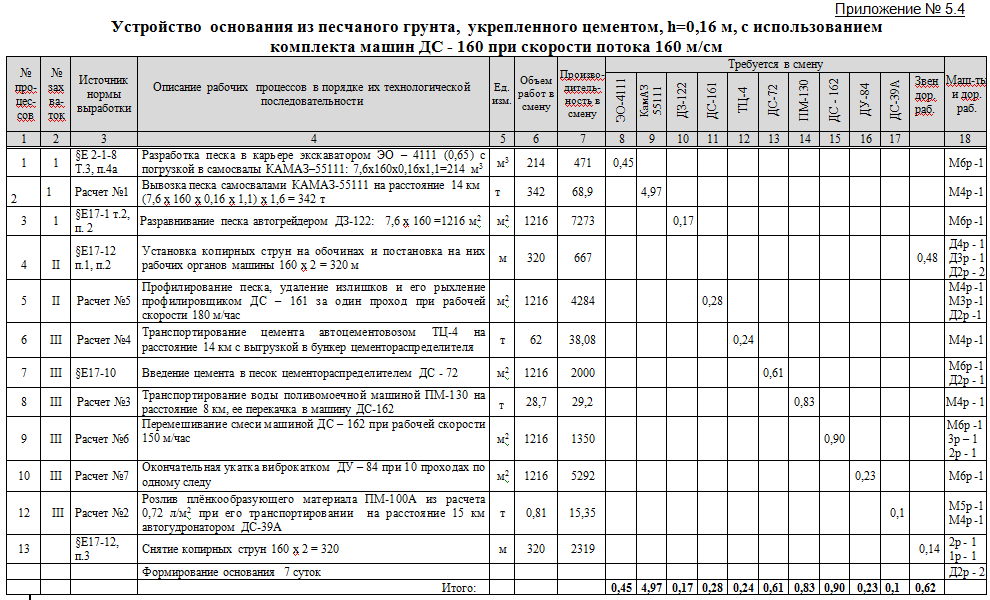 Приложение № 5.4
Устройство основания из песчаного грунта, укрепленного цементом, h=0,16 м, с использованием
комплекта машин ДС - 160 при скорости потока 160 м/см
№ про-цес-сов № зах ва-ток Источник нормы выработки Описание рабочих процессов в порядке их технологической последовательности Ед. изм. Объем работ в смену Произво-дитель-ность в смену Требуется в смену Маш-ты и дор. раб.
ЭО-4111 КамАЗ 55111 ДЗ-122 ДС-161 ТЦ-4 ДС-72 ПМ-130 ДС - 162 ДУ-84 ДС-39А Звен дор. раб.
1 2 3 4 5 6 7 8 9 10 11 12 13 14 15 16 17 18
1 1 §Е 2-1-8 Т.3, п.4а Разработка песка в карьере экскаватором ЭО – 4111 (0,65) с
погрузкой в самосвалы КАМАЗ–55111: 7,6х160х0,16х1,1=214 м3 м3 214 471 0,45 М6р -1
2 1 Расчет №1 Вывозка песка самосвалами КАМАЗ-55111 на расстояние 14 км
(7,6 х 160 х 0,16 х 1,1) х 1,6 = 342 т т 342 68,9 4,97 М4р -1
3 1 §Е17-1 т.2, п. 2 Разравнивание песка автогрейдером ДЗ-122: 7,6 х 160 =1216 м2 м2 1216 7273 0,17 М6р -1
4 II §Е17-12 п.1, п.2 Установка копирных струн на обочинах и постановка на них
рабочих органов машины 160 х 2 = 320 м м 320 667 0,48 Д4р - 1
Д3р - 1
Д2р - 2
5 II Расчет №5 Профилирование песка, удаление излишков и его рыхление
профилировщиком ДС – 161 за один проход при рабочей
скорости 180 м/час м2 1216 4284 0,28 М4р -1
М3р -1
Д2р -1
6 III Расчет №4 Транспортирование цемента автоцементовозом ТЦ-4 на
расстояние 14 км с выгрузкой в бункер цементораспределителя т 62 38,08 0,24 М4р -1
7 III §Е17-10 Введение цемента в песок цементораспределителем ДС - 72 м2 1216 2000 0,61 М6р -1
Д2р - 1
8 III Расчет №3 Транспортирование воды поливомоечной машиной ПМ-130 на
расстояние 8 км, ее перекачка в машину ДС-162 т 28,7 29,2 0,83 М4р - 1
9 III Расчет №6 Перемешивание смеси машиной ДС – 162 при рабочей скорости
150 м/час м2 1216 1350 0,90 М6р -1
3р – 1
2р - 1
10 III Расчет №7 Окончательная укатка виброкатком ДУ – 84 при 10 проходах по
одному следу м2 1216 5292 0,23 М6р -1
12 III Расчет №2 Розлив плёнкообразующего материала ПМ-100А из расчета
0,72 л/м2 при его транспортировании на расстояние 15 км
автогудронатором ДС-39А т 0,81 15,35 0,1 М5р -1
М4р -1
13 §Е17-12, п.3 Снятие копирных струн 160 х 2 = 320 м 320 2319 0,14 2р - 1
1р – 1
Формирование основания 7 суток Д2р – 2
Итого: 0,45 4,97 0,17 0,28 0,24 0,61 0,83 0,90 0,23 0,1 0,62